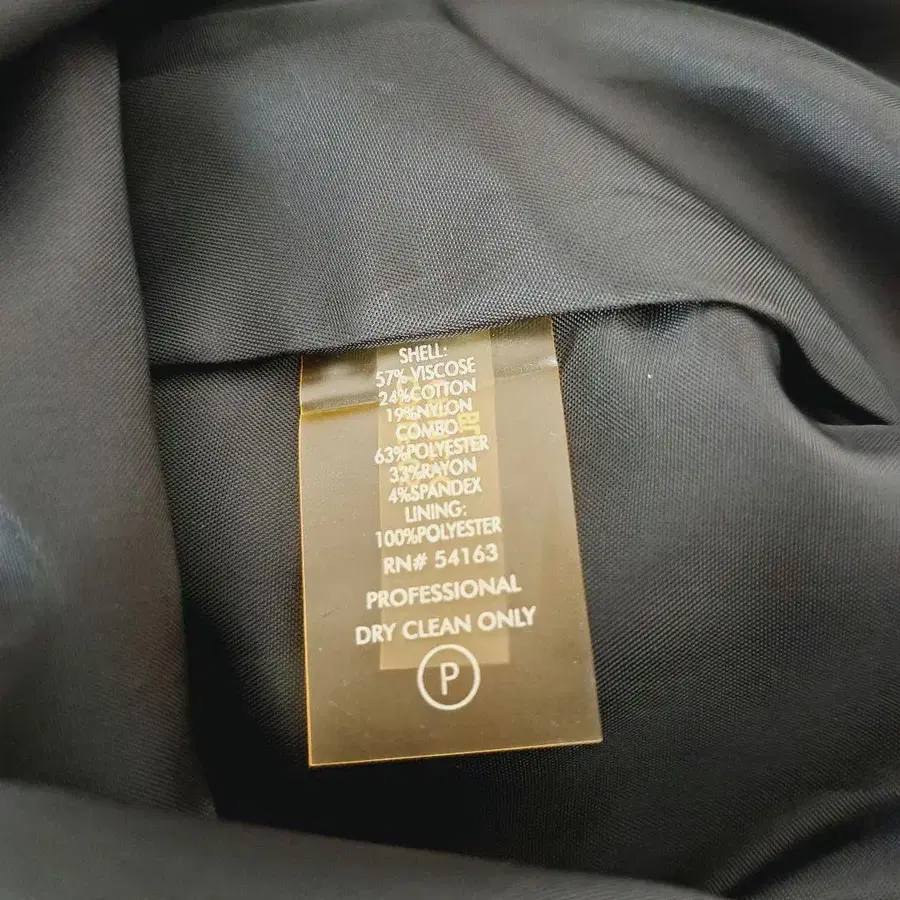 SHELL:
57% VISCOSE
24%COTTON
19%NYLON
COMBO:
63%POLYESTER
33%RAYON
4%SPANDEX
LINING:
100%POLYESTER
RN# 54163
PROFESSIONAL
DRY CLEAN ONLY
P